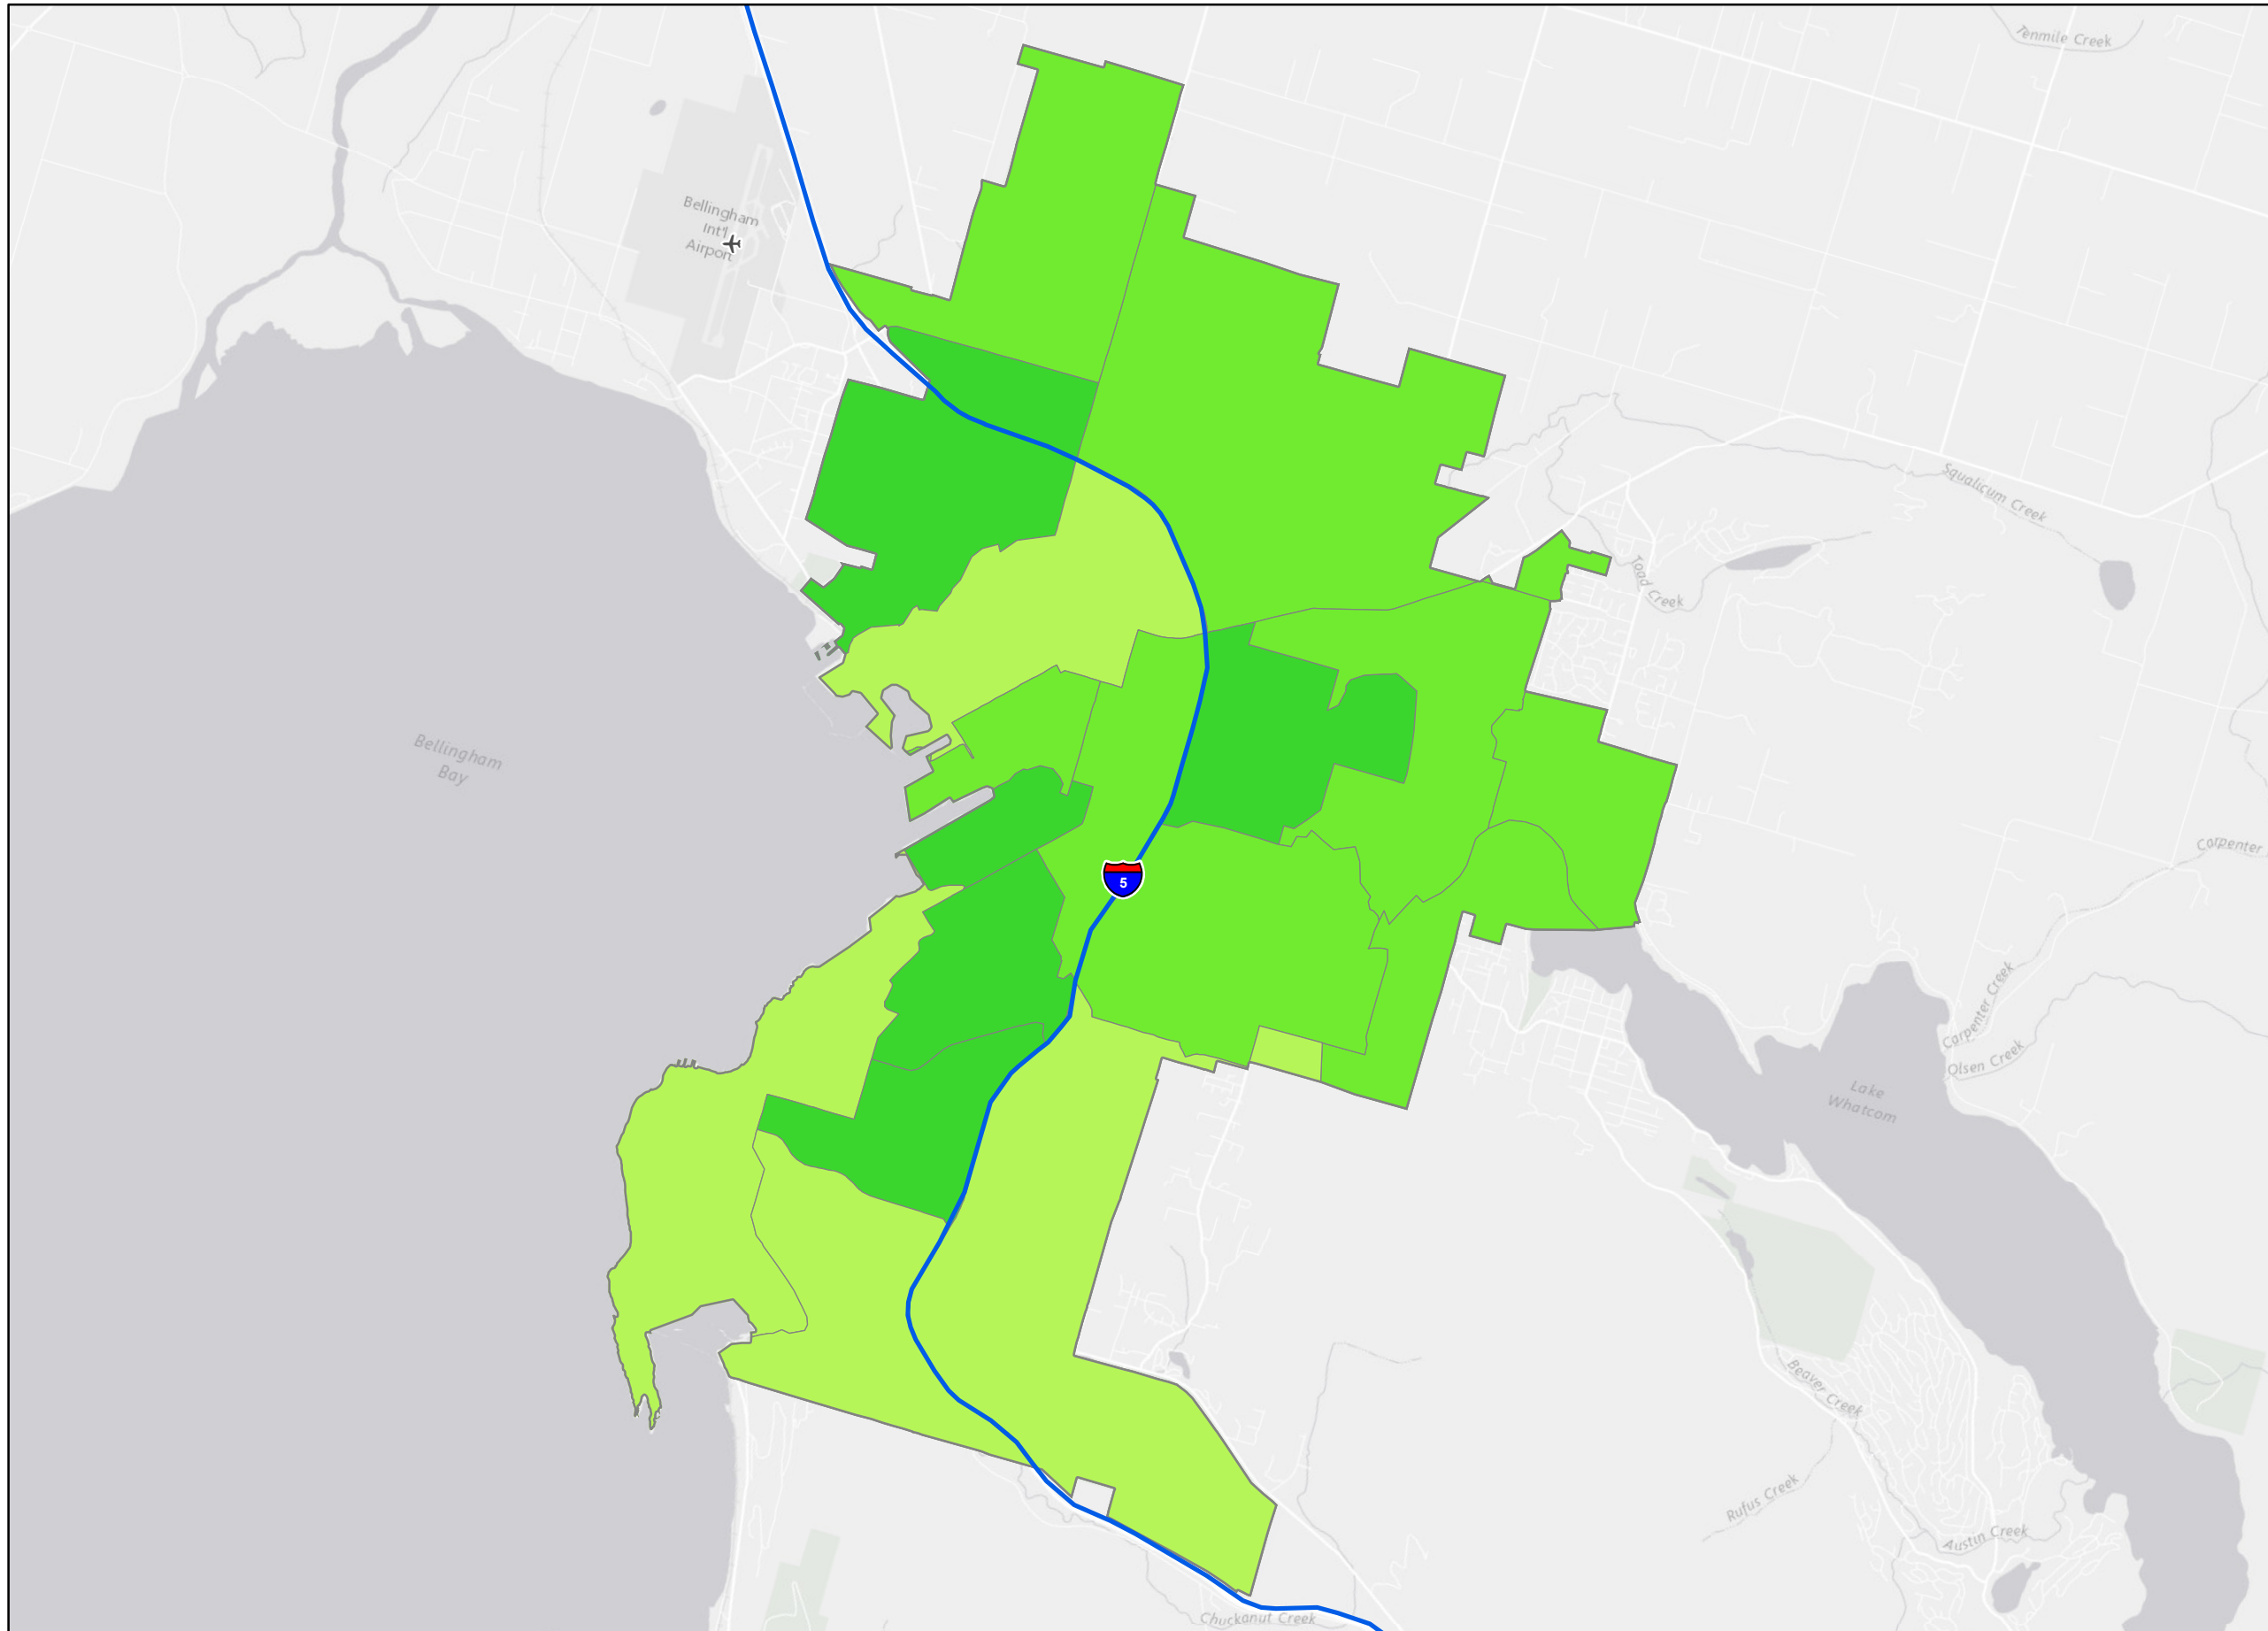 Tenmile Creek
Bellingham
Int'l
Airport
Squalicum Creek
Toad Creek
Bellingham
Bay
Carpenter
5
Carpenter Creek
Olsen Creek
Lake
Whatcom
Beaver Creek
Rufus Creek
Austin Creek
Chuckanut Creek